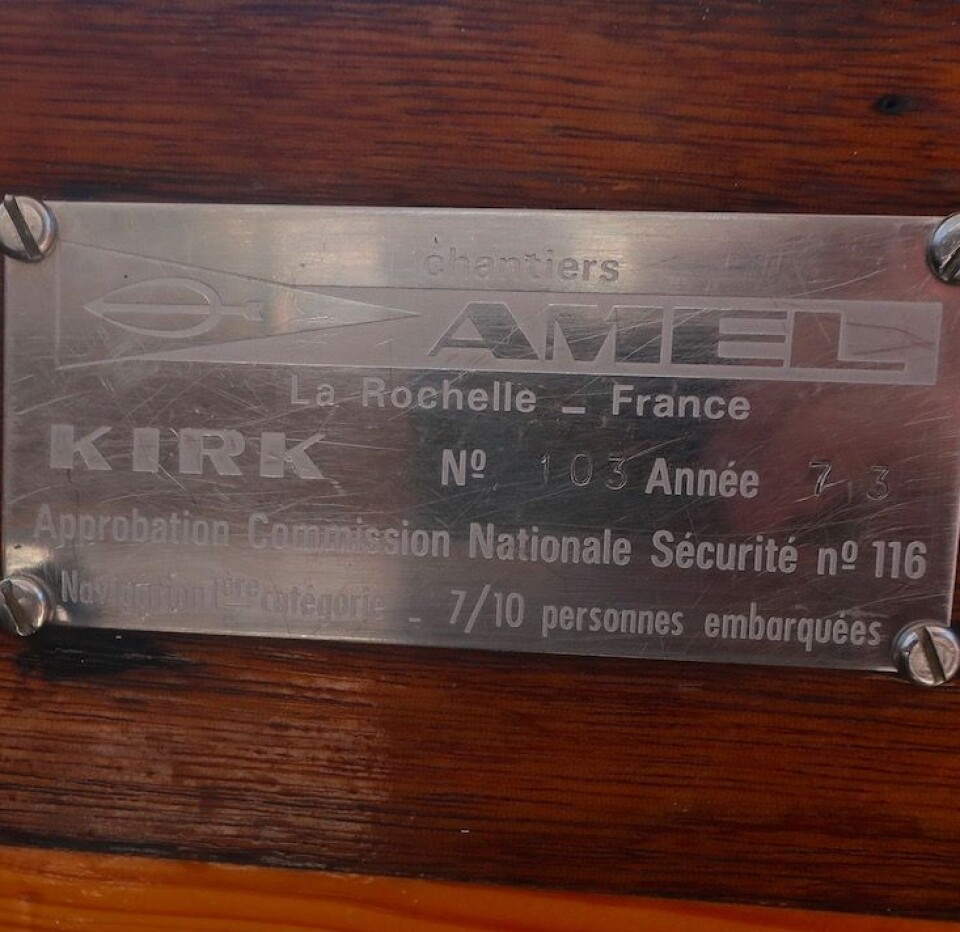 chantiers
AMEL
La Rochelle _ France
KIRK Nº 103 Année 73
Approbation Commission Nationale Sécurité nº 116
Navigation 1ère catégorie _ 7/10 personnes embarquées